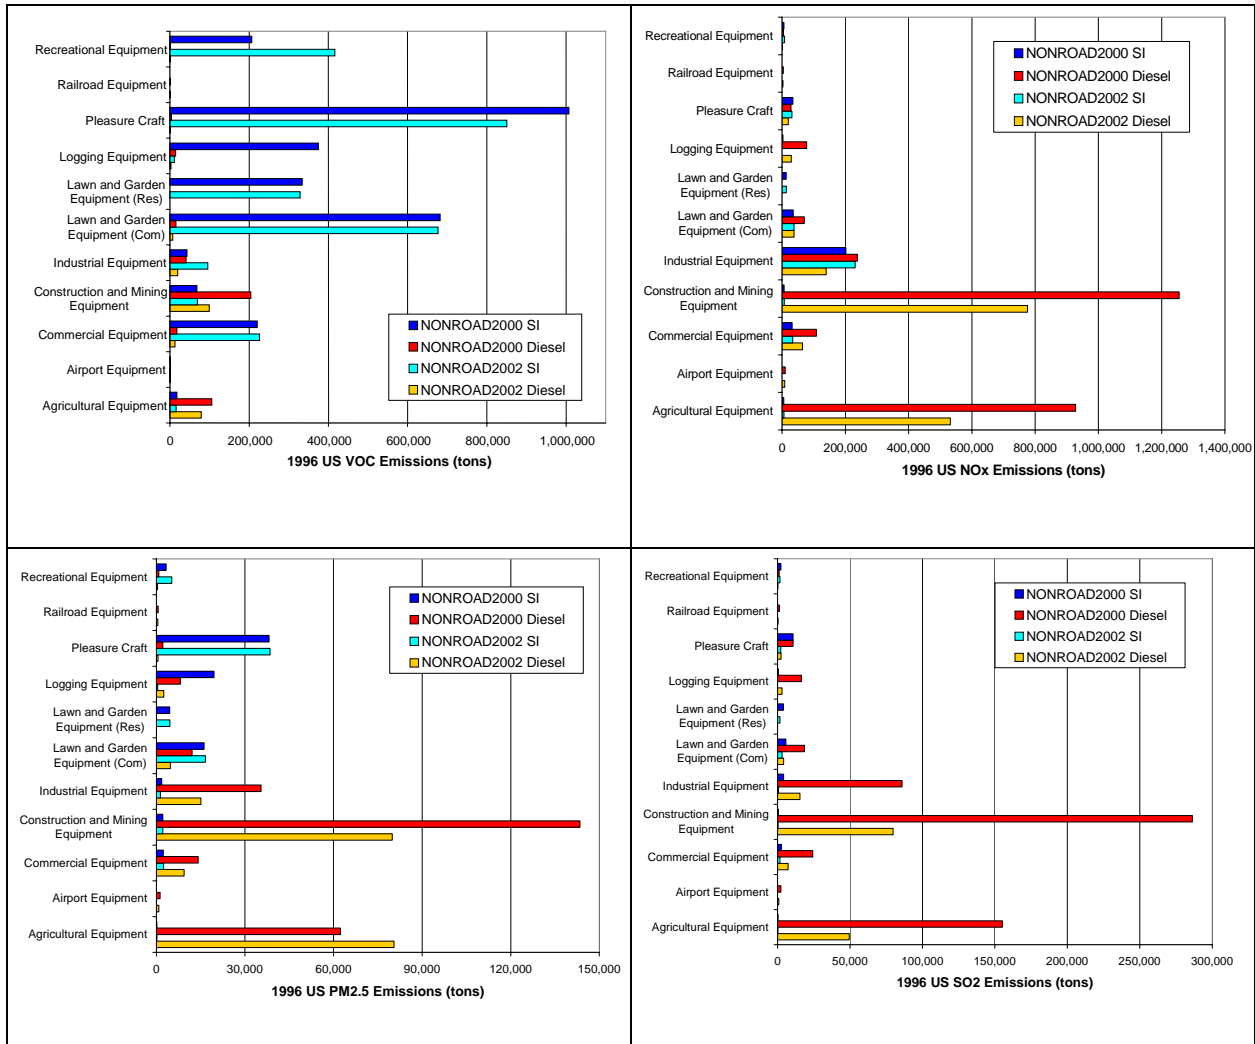 Recreational Equipment
Railroad Equipment
Pleasure Craft
Logging Equipment
Lawn and Garden
Equipment (Res)
Lawn and Garden
Equipment (Com)
Industrial Equipment
Construction and Mining
Equipment
Commercial Equipment
Airport Equipment
Agricultural Equipment
NONROAD2000 SI
NONROAD2000 Diesel
NONROAD2002 SI
NONROAD2002 Diesel
0 200,000 400,000 600,000 800,000 1,000,000
1996 US VOC Emissions (tons)
Recreational Equipment
Railroad Equipment
Pleasure Craft
Logging Equipment
Lawn and Garden
Equipment (Res)
Lawn and Garden
Equipment (Com)
Industrial Equipment
Construction and Mining
Equipment
Commercial Equipment
Airport Equipment
Agricultural Equipment
NONROAD2000 SI
NONROAD2000 Diesel
NONROAD2002 SI
NONROAD2002 Diesel
0 200,000 400,000 600,000 800,000 1,000,000 1,200,000 1,400,000
1996 US NOx Emissions (tons)
Recreational Equipment
Railroad Equipment
Pleasure Craft
Logging Equipment
Lawn and Garden
Equipment (Res)
Lawn and Garden
Equipment (Com)
Industrial Equipment
Construction and Mining
Equipment
Commercial Equipment
Airport Equipment
Agricultural Equipment
NONROAD2000 SI
NONROAD2000 Diesel
NONROAD2002 SI
NONROAD2002 Diesel
0 30,000 60,000 90,000 120,000 150,000
1996 US PM2.5 Emissions (tons)
Recreational Equipment
Railroad Equipment
Pleasure Craft
Logging Equipment
Lawn and Garden
Equipment (Res)
Lawn and Garden
Equipment (Com)
Industrial Equipment
Construction and Mining
Equipment
Commercial Equipment
Airport Equipment
Agricultural Equipment
NONROAD2000 SI
NONROAD2000 Diesel
NONROAD2002 SI
NONROAD2002 Diesel
0 50,000 100,000 150,000 200,000 250,000 300,000
1996 US SO2 Emissions (tons)